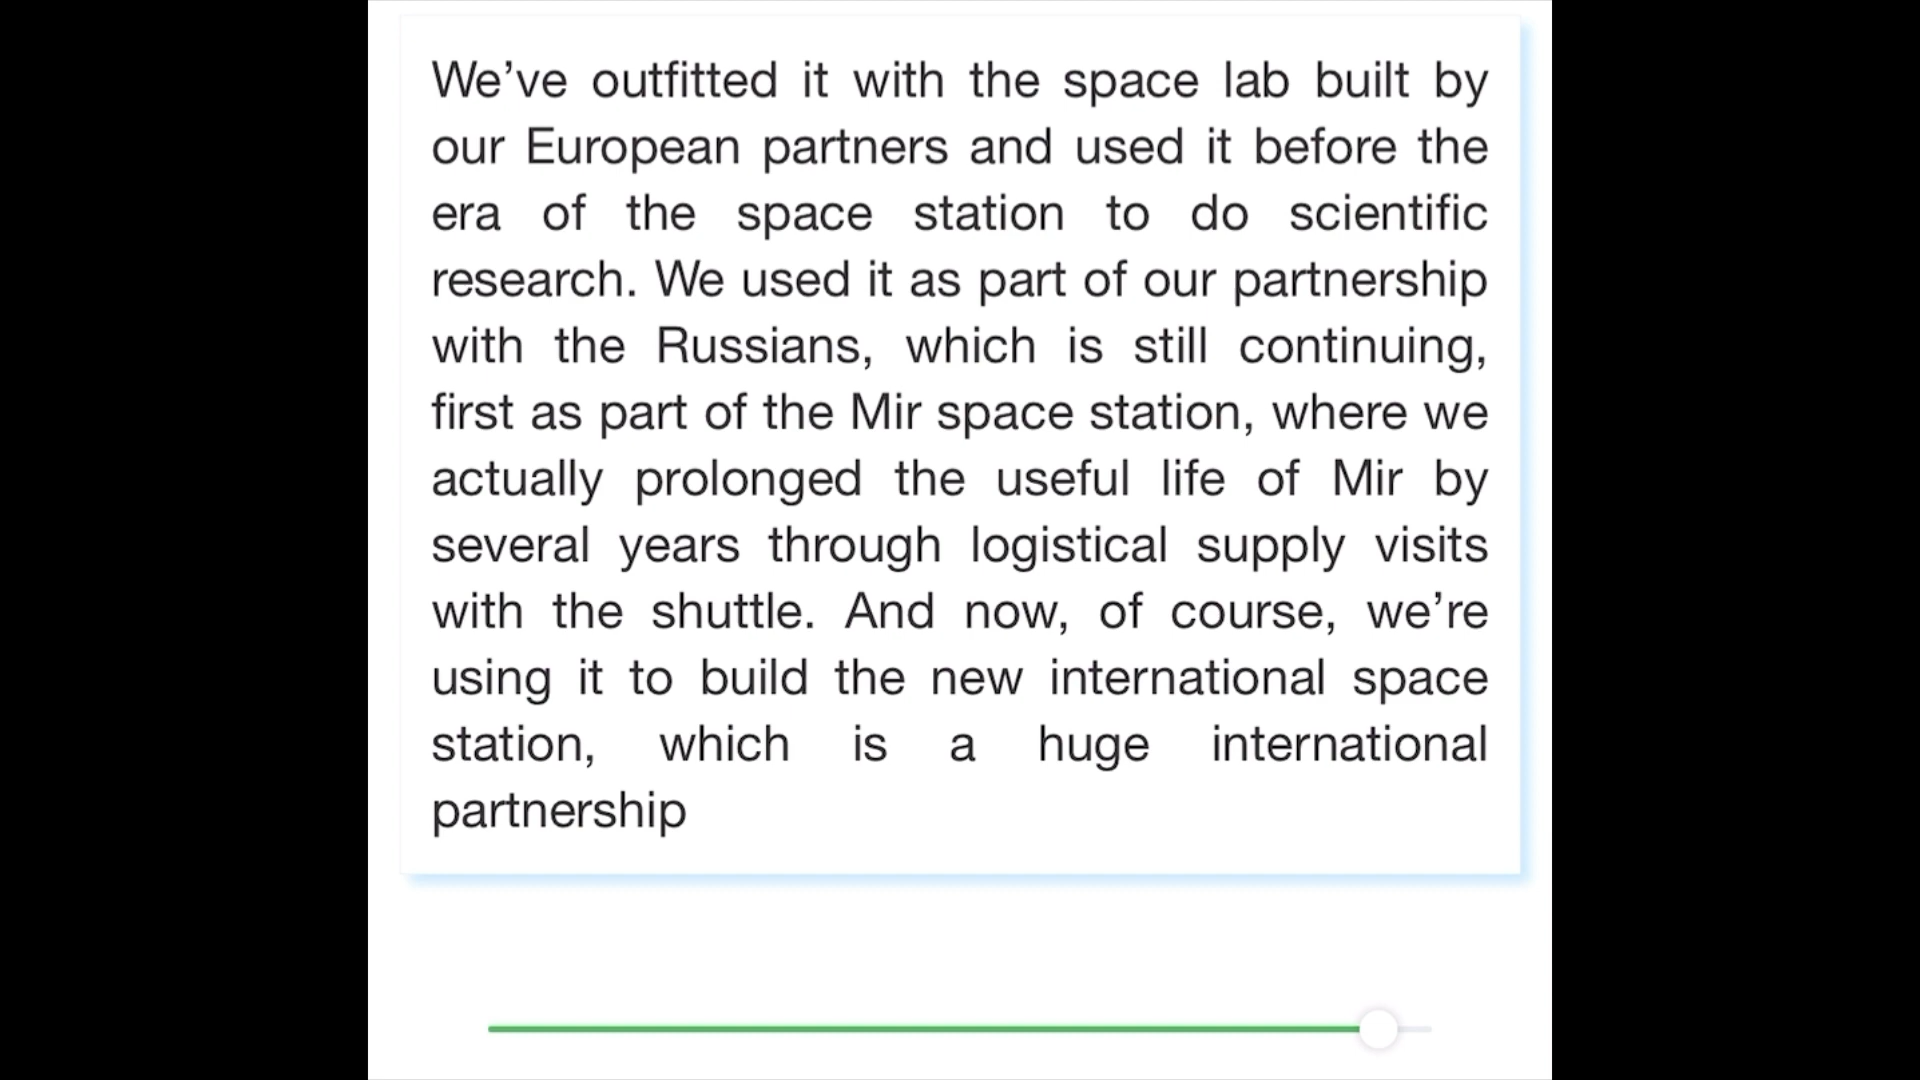 We’ve outfitted it with the space lab built by
our European partners and used it before the
era of the space station to do scientific
research. We used it as part of our partnership
with the Russians, which is still continuing,
first as part of the Mir space station, where we
actually prolonged the useful life of Mir by
several years through logistical supply visits
with the shuttle. And now, of course, we’re
using it to build the new international space
station, which is a huge international
partnership